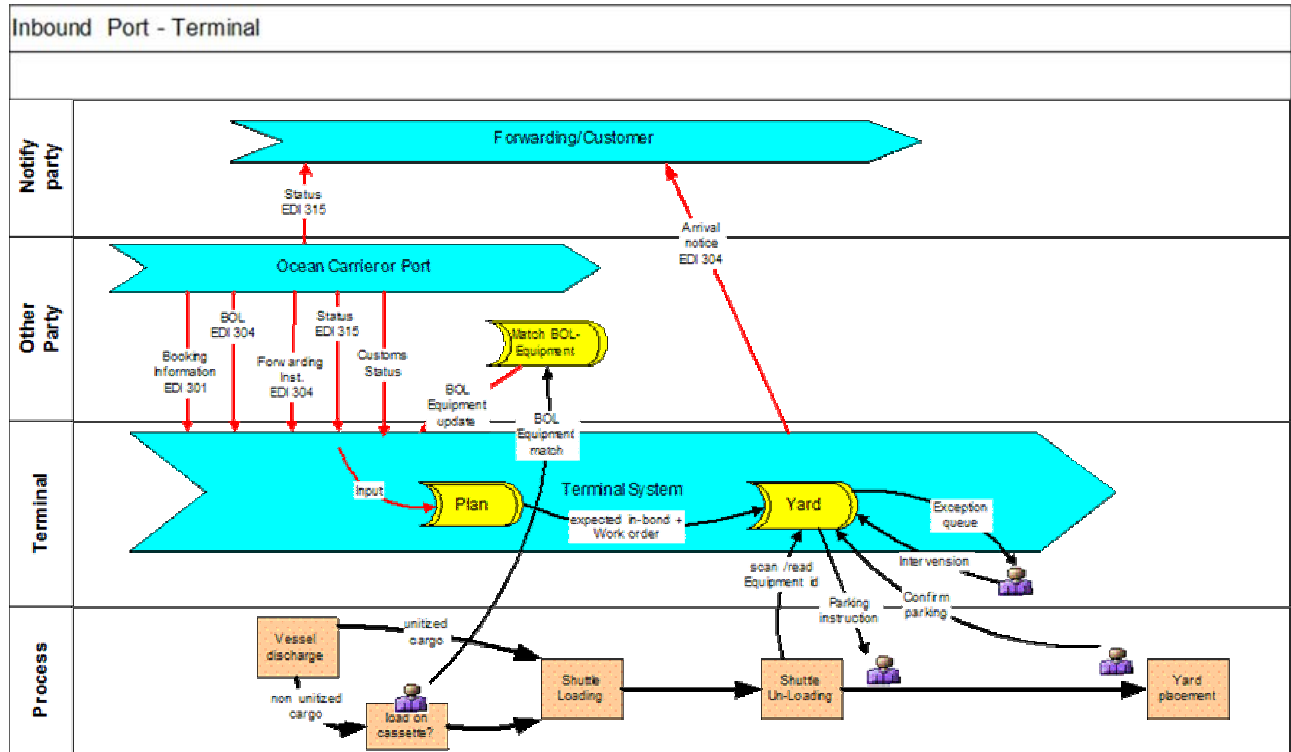 Inbound Port - Terminal
Notify
party
Forwarding/Customer
Status
EDI 315
Arrival
notice
EDI 304
Other
Party
Ocean Carrieror Port
BOL
EDI 304
Status
EDI 315
Booking
Information
EDI 301
Forwarding
Inst.
EDI 304
Customs
Status
Match BOL-
Equipment
BOL
Equipment
update
BOL
Equipment
match
Terminal
Input
Plan
Terminal System
expected in-bond +
Work order
Yard
Exception
queue
Intervension
scan /read
Equipment id
Parking
instruction
Confirm
parking
Process
Vessel
discharge
unitized
cargo
non unitized
cargo
load on
cassette?
Shuttle
Loading
Shuttle
Un-Loading
Yard
placement